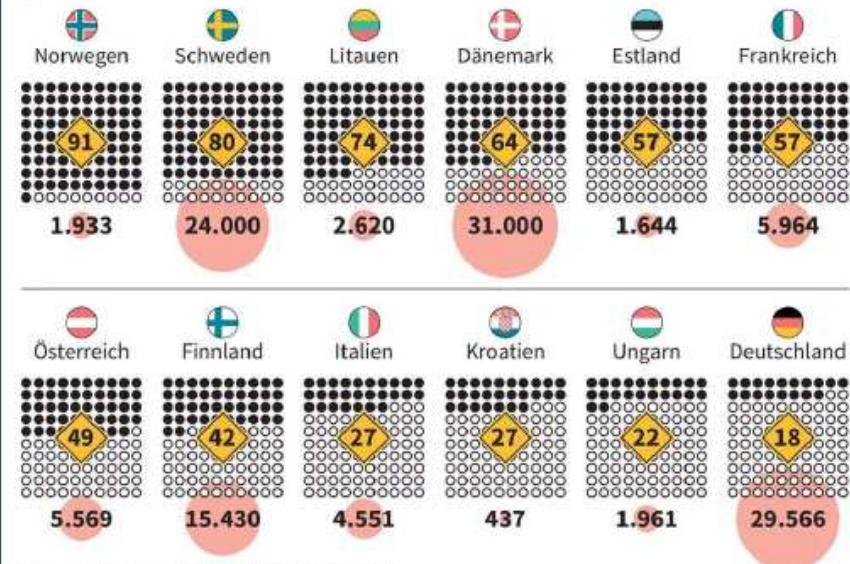 Norwegen Schweden Litauen Dänemark Estland Frankreich
91 80 74 64 57 57
1.933 24.000 2.620 31.000 1.644 5.964
Österreich Finnland Italien Kroatien Ungarn Deutschland
49 42 27 27 22 18
5.569 15.430 4.551 437 1.961 29.566